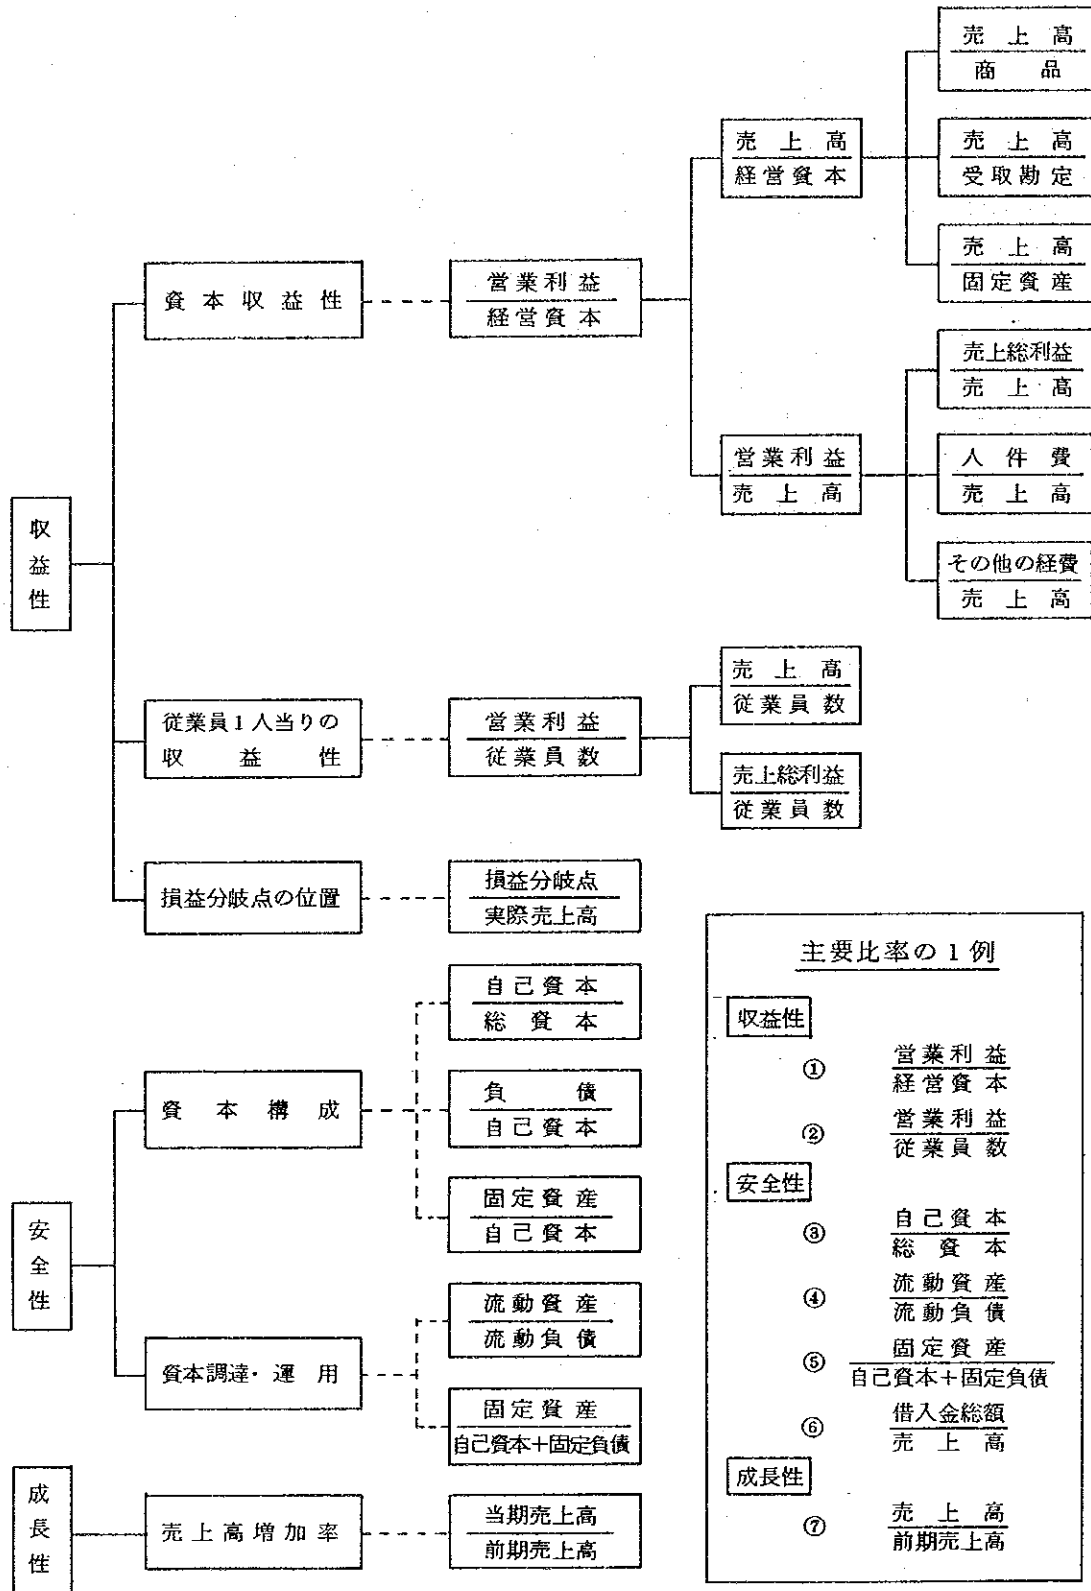 売上高
商品
売上高
経営資本
売上高
受取勘定
売上高
固定資産
資本収益性
営業利益
経営資本
売上総利益
売上高
営業利益
売上高
人件費
売上高
その他の経費
売上高
収益性
従業員1人当りの
収益性
営業利益
従業員数
売上高
従業員数
売上総利益
従業員数
損益分岐点の位置
損益分岐点
実際売上高
安全性
資本構成
自己資本
総資本
負債
自己資本
固定資産
自己資本
資本調達・運用
流動資産
流動負債
固定資産
自己資本+固定負債
成長性
売上高増加率
当期売上高
前期売上高
主要比率の1例
収益性
① 営業利益
経営資本
② 営業利益
従業員数
安全性
③ 自己資本
総資本
④ 流動資産
流動負債
⑤ 固定資産
自己資本+固定負債
⑥ 借入金総額
売上高
成長性
⑦ 売上高
前期売上高